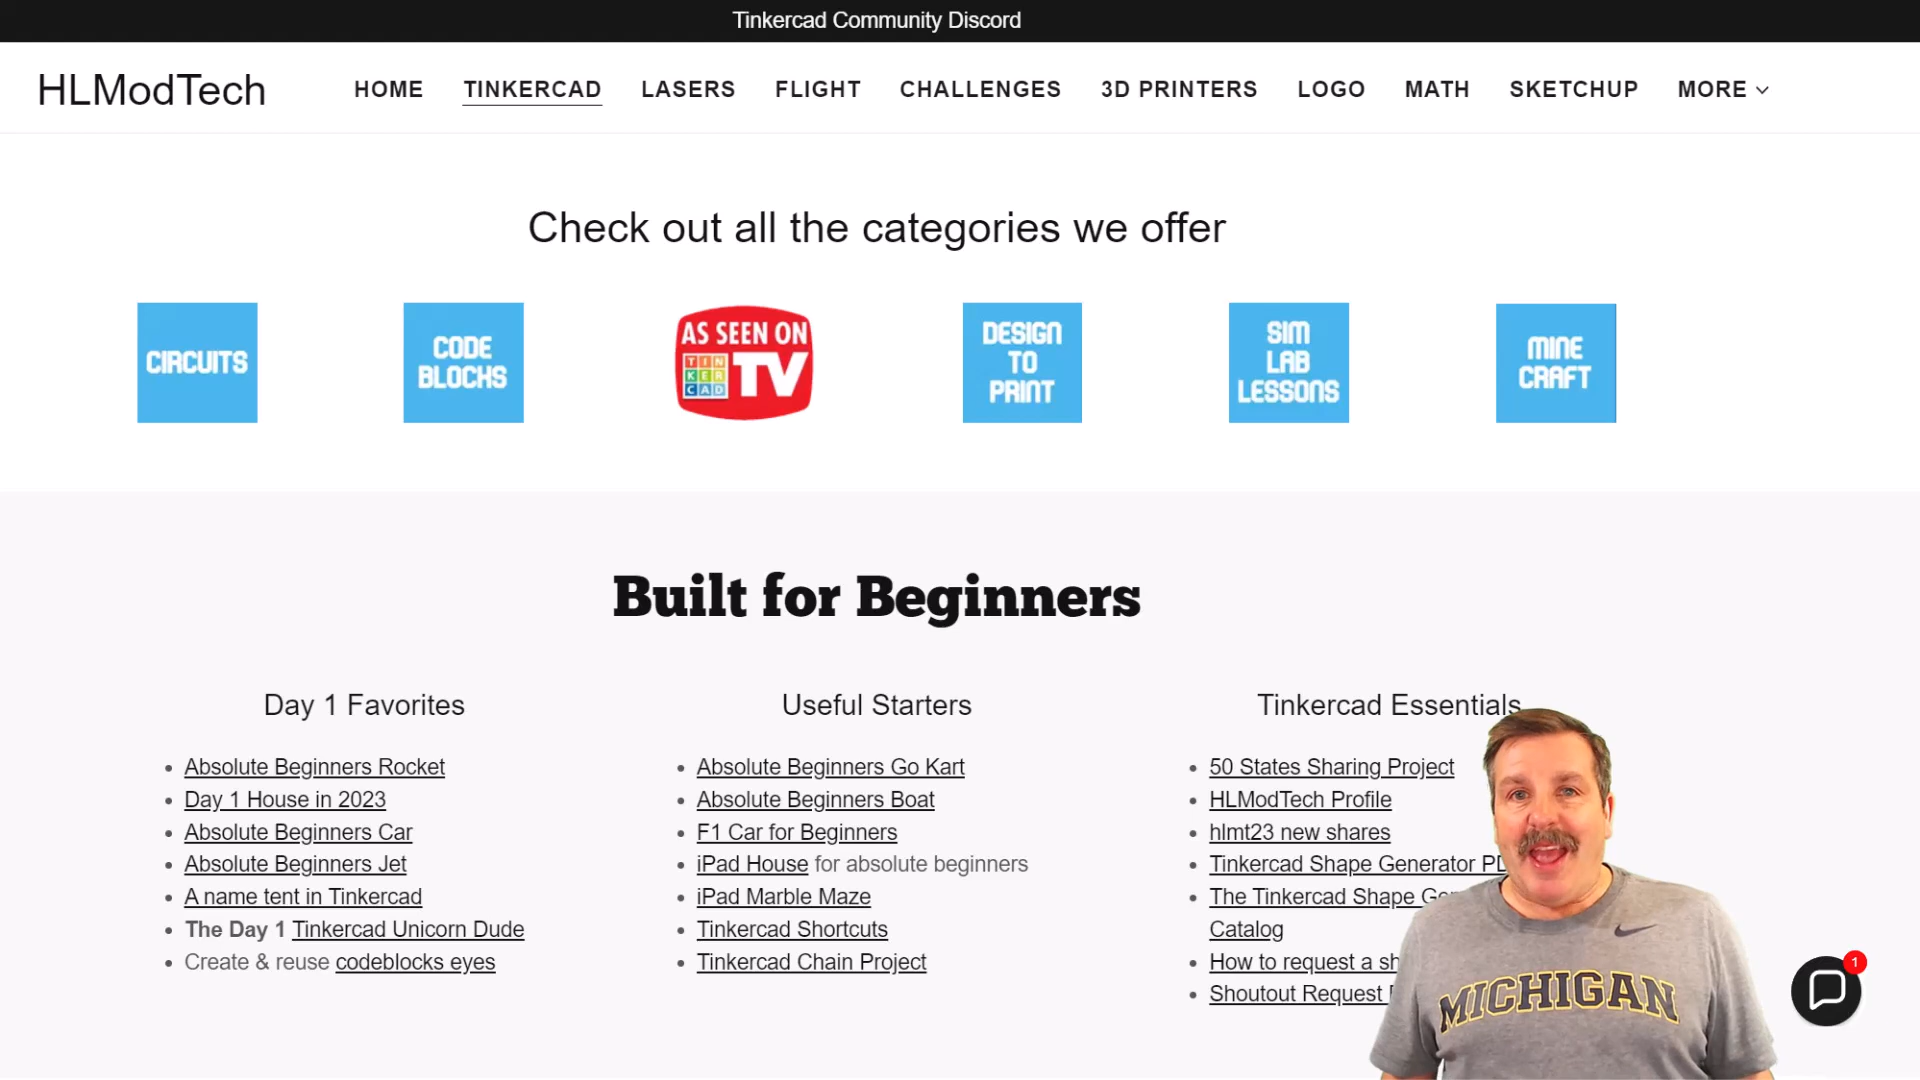 Tinkercad Community Discord
HLModTech
HOME TINKERCAD LASERS FLIGHT CHALLENGES 3D PRINTERS LOGO MATH SKETCHUP MORE
Check out all the categories we offer
CIRCUITS
CODE
BLOCKS
AS SEEN ON
TIN
KER
CAD
TV
DESIGN
TO
PRINT
SIM
LAB
LESSONS
MINE
CRAFT
Built for Beginners
Day 1 Favorites
Absolute Beginners Rocket
Day 1 House in 2023
Absolute Beginners Car
Absolute Beginners Jet
A name tent in Tinkercad
The Day 1 Tinkercad Unicorn Dude
Create & reuse codeblocks eyes
Useful Starters
Absolute Beginners Go Kart
Absolute Beginners Boat
F1 Car for Beginners
iPad House for absolute beginners
iPad Marble Maze
Tinkercad Shortcuts
Tinkercad Chain Project
Tinkercad Essentials
50 States Sharing Project
HLModTech Profile
hlmt23 new shares
Tinkercad Shape Generator
The Tinkercad Shape
Catalog
How to request a
Shoutout Request
MICHIGAN
1